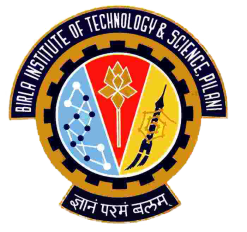 BIRLA INSTITUTE OF TECHNOLOGY & SCIENCE, PILANI
ज्ञानं परमं बलम्